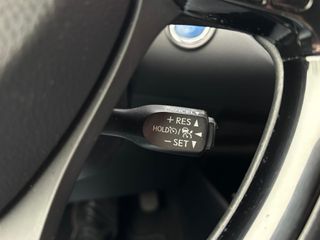 + RES ▲
HOLD / ◀
− SET ▼